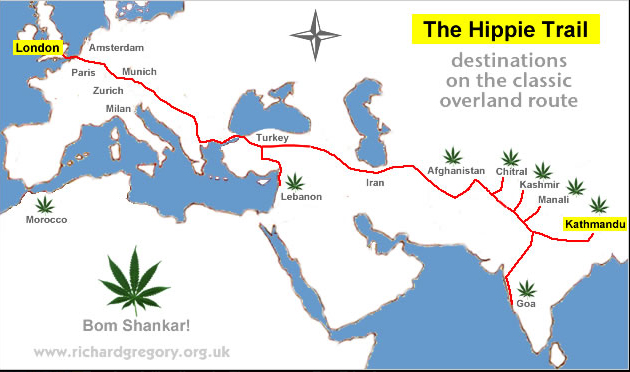 The Hippie Trail
destinations
on the classic
overland route
London
Amsterdam
Paris
Munich
Zurich
Milan
Turkey
Lebanon
Iran
Afghanistan
Chitral
Kashmir
Manali
Kathmandu
Goa
Morocco
Bom Shankar!
www.richardgregory.org.uk